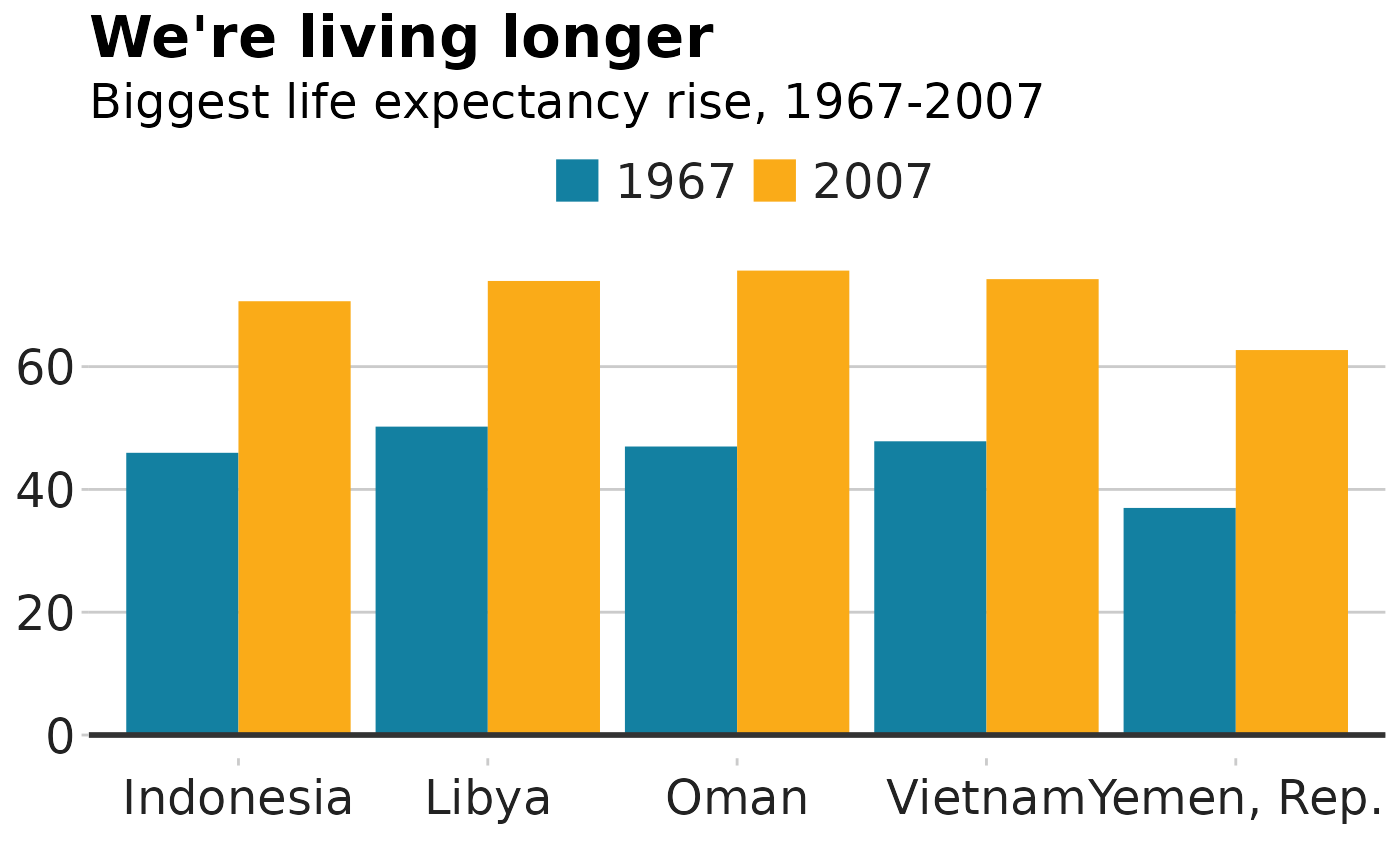 We're living longer
Biggest life expectancy rise, 1967-2007
1967 2007
60
40
20
0
Indonesia Libya Oman Vietnam Yemen, Rep.